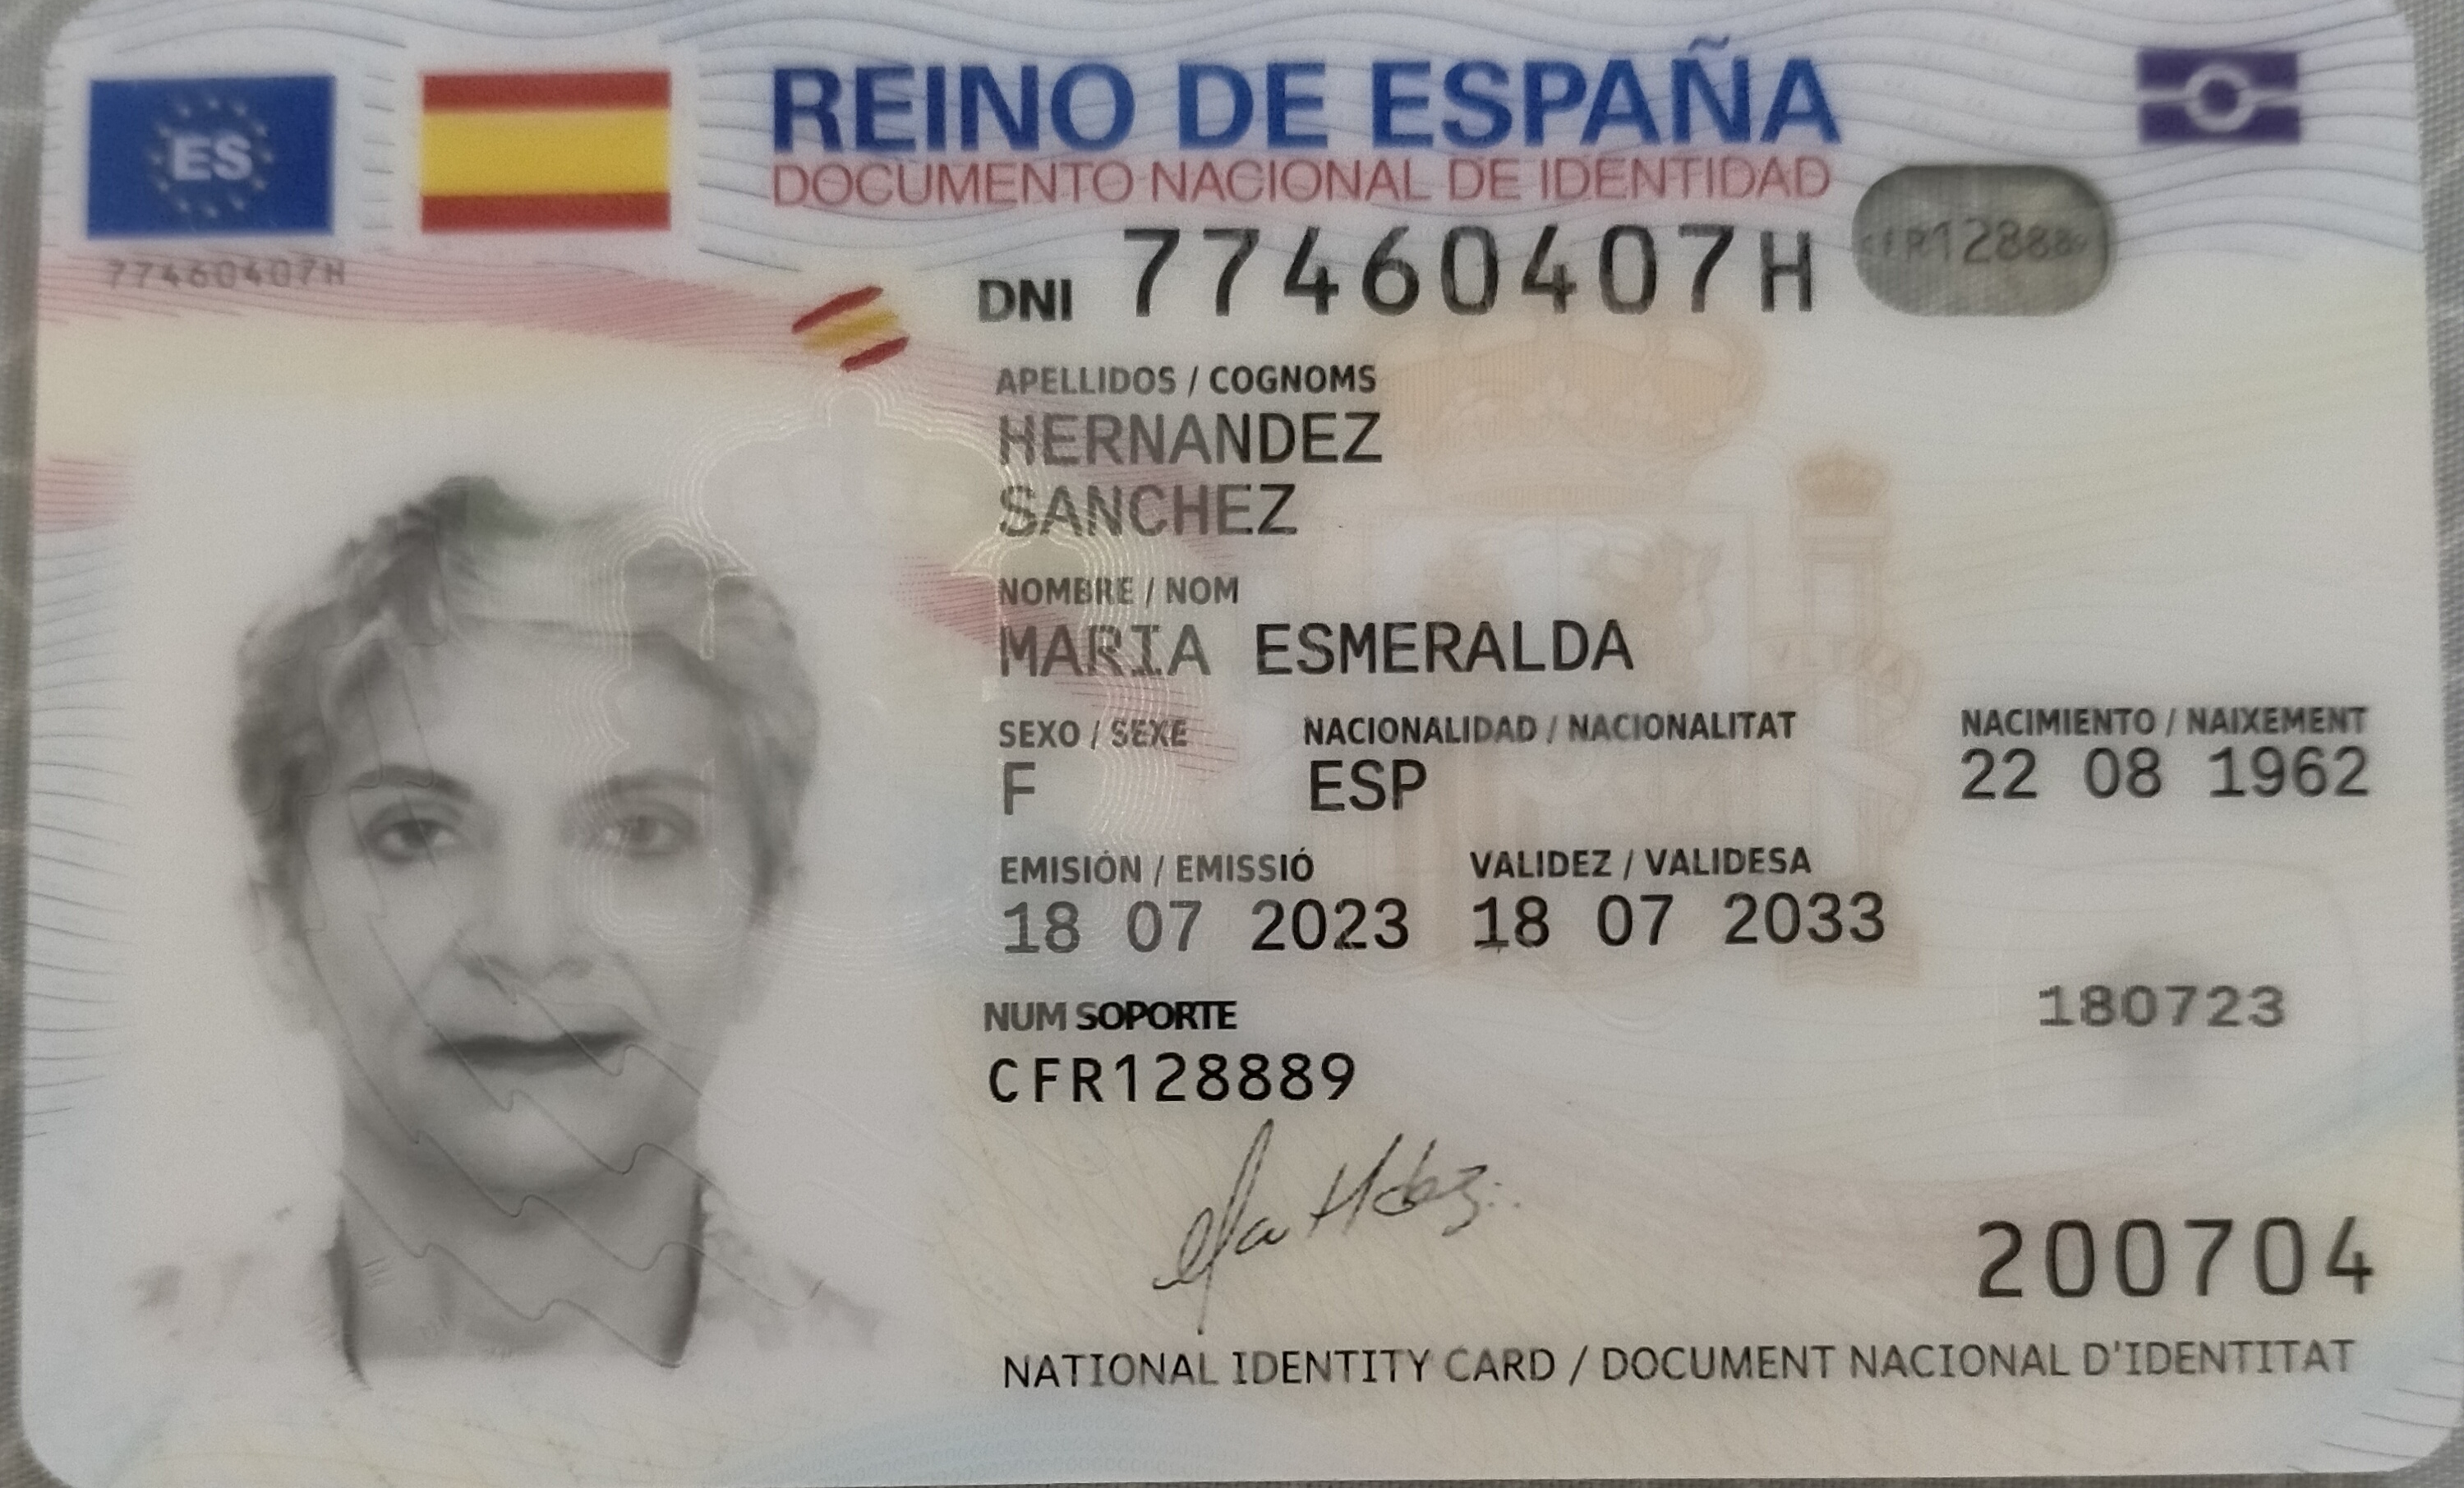 REINO DE ESPAÑA
DOCUMENTO NACIONAL DE IDENTIDAD
ES
77460407H
DNI 77460407H
CFR128889
APELLIDOS / COGNOMS
HERNANDEZ
SANCHEZ
NOMBRE / NOM
MARIA ESMERALDA
SEXO / SEXE NACIONALIDAD / NACIONALITAT NACIMIENTO / NAIXEMENT
F ESP 22 08 1962
EMISIÓN / EMISSIÓ VALIDEZ / VALIDESA
18 07 2023 18 07 2033
NUM SOPORTE
180723
CFR128889
200704
NATIONAL IDENTITY CARD / DOCUMENT NACIONAL D'IDENTITAT